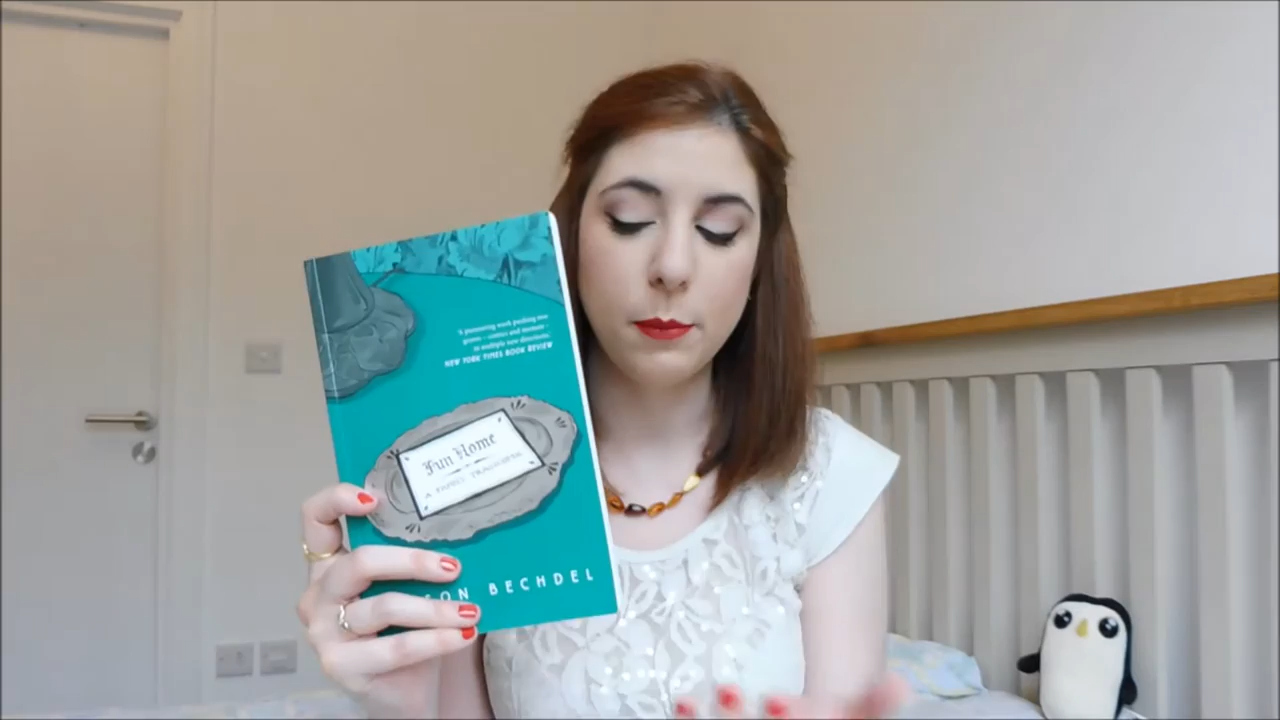 'A pioneering work pushing two
genres – comics and memoir –
in multiple new directions.'
NEW YORK TIMES BOOK REVIEW
Fun Home
A FAMILY TRAGICOMIC
SON BECHDEL